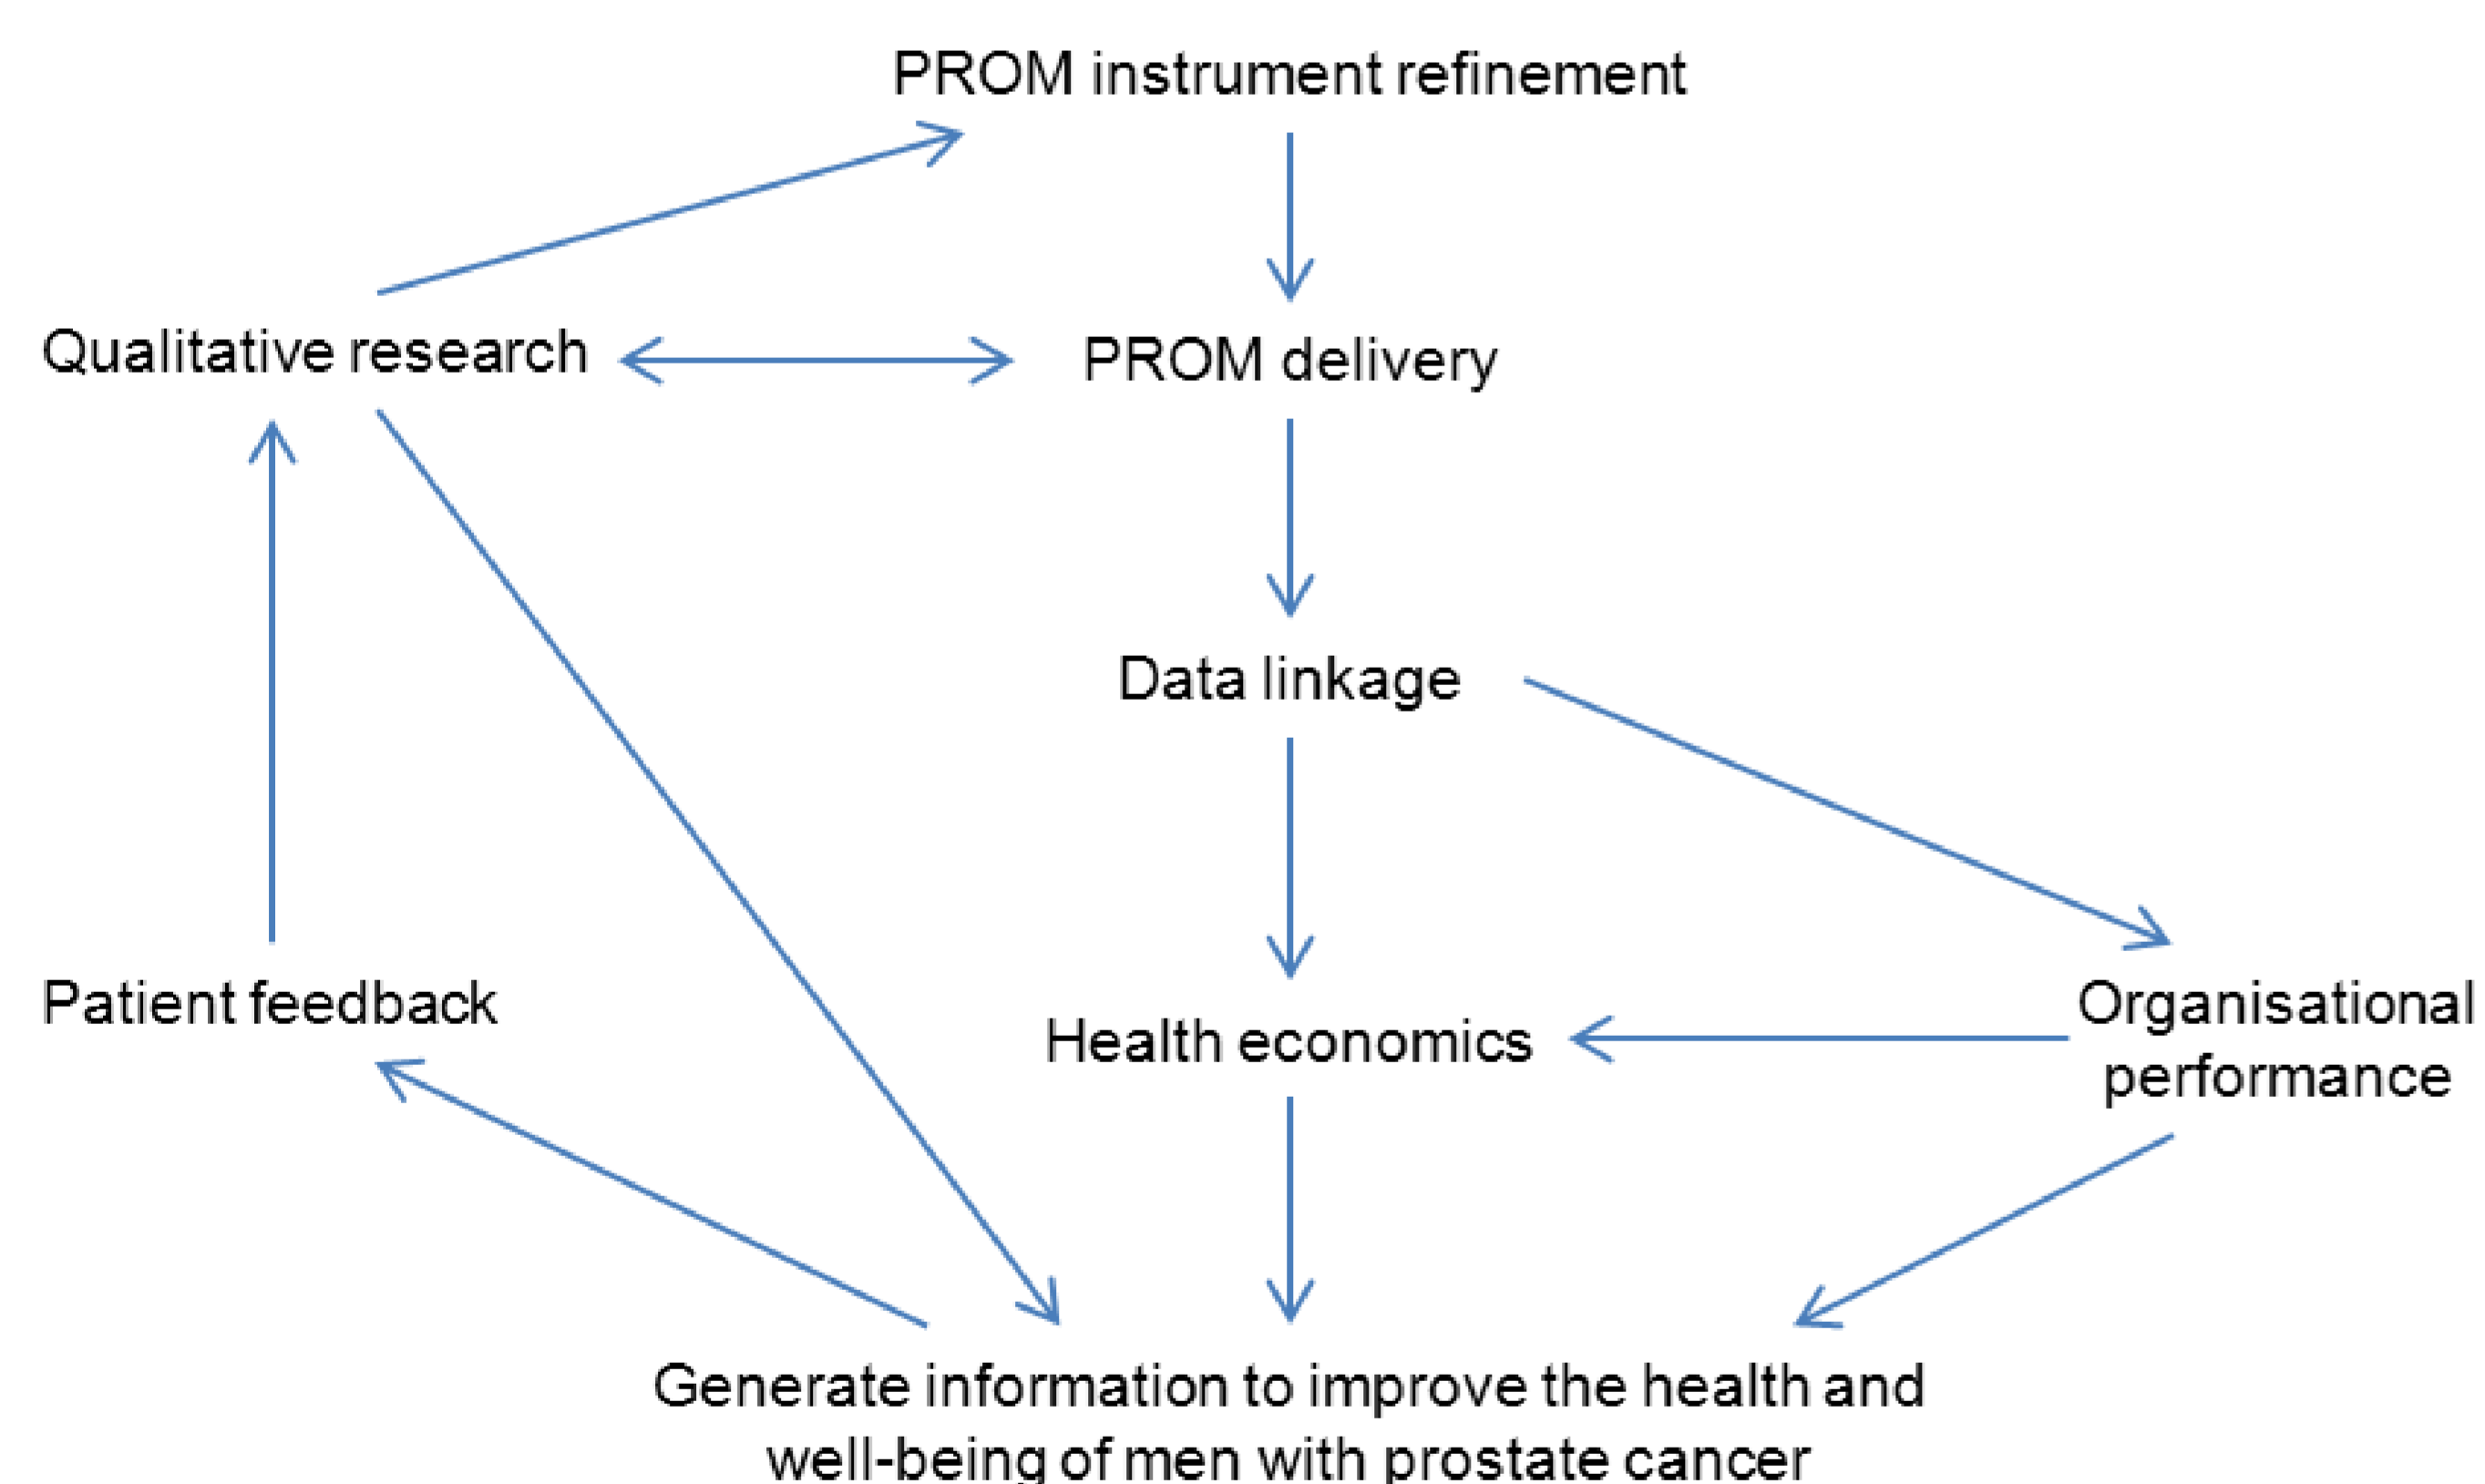 PROM instrument refinement
Qualitative research
PROM delivery
Data linkage
Patient feedback
Health economics
Organisational
performance
Generate information to improve the health and
well-being of men with prostate cancer